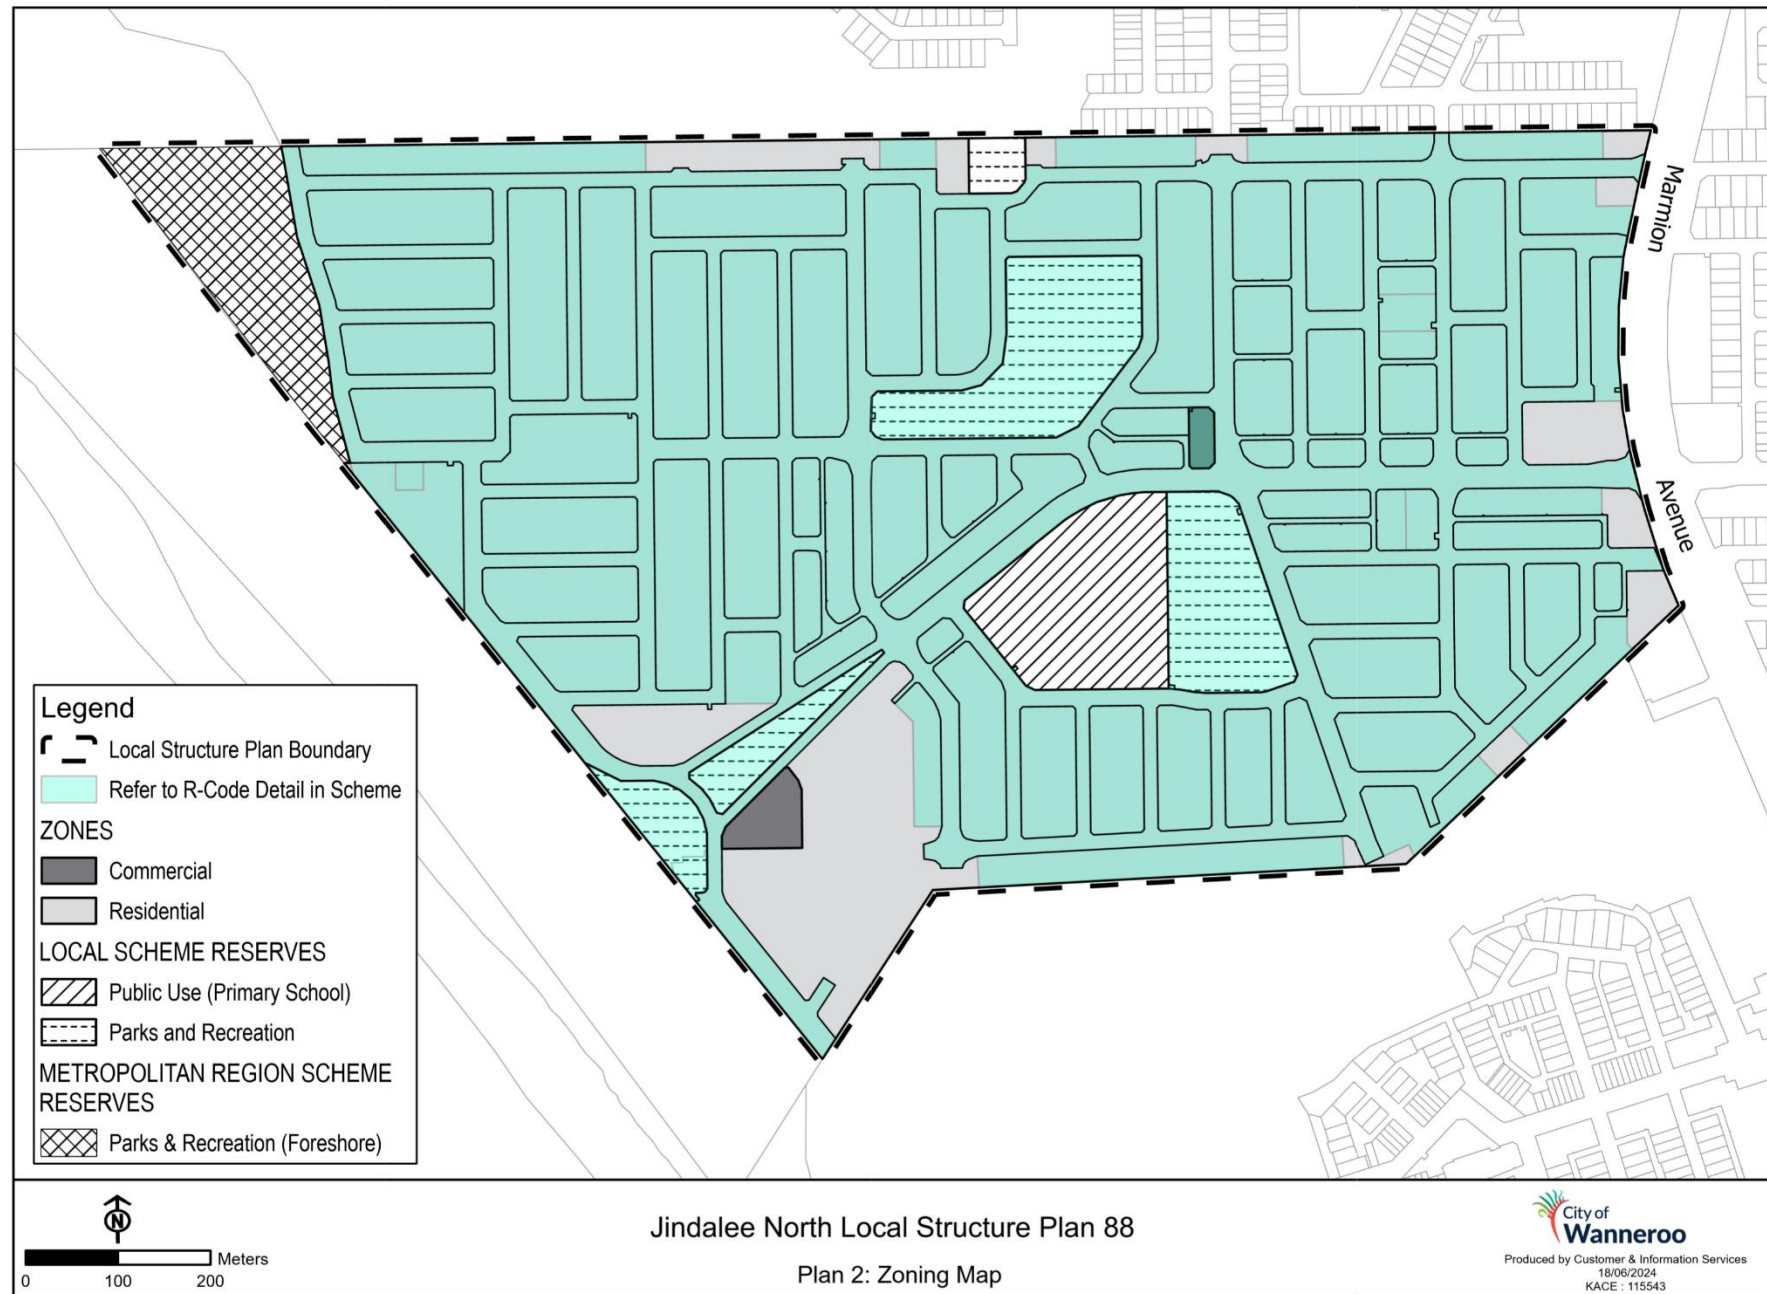 Marmion
Avenue
Legend
Local Structure Plan Boundary
Refer to R-Code Detail in Scheme
ZONES
Commercial
Residential
LOCAL SCHEME RESERVES
Public Use (Primary School)
Parks and Recreation
METROPOLITAN REGION SCHEME
RESERVES
Parks & Recreation (Foreshore)
N
Meters
0 100 200
Jindalee North Local Structure Plan 88
Plan 2: Zoning Map
City of
Wanneroo
Produced by Customer & Information Services
18/06/2024
KACE : 115543